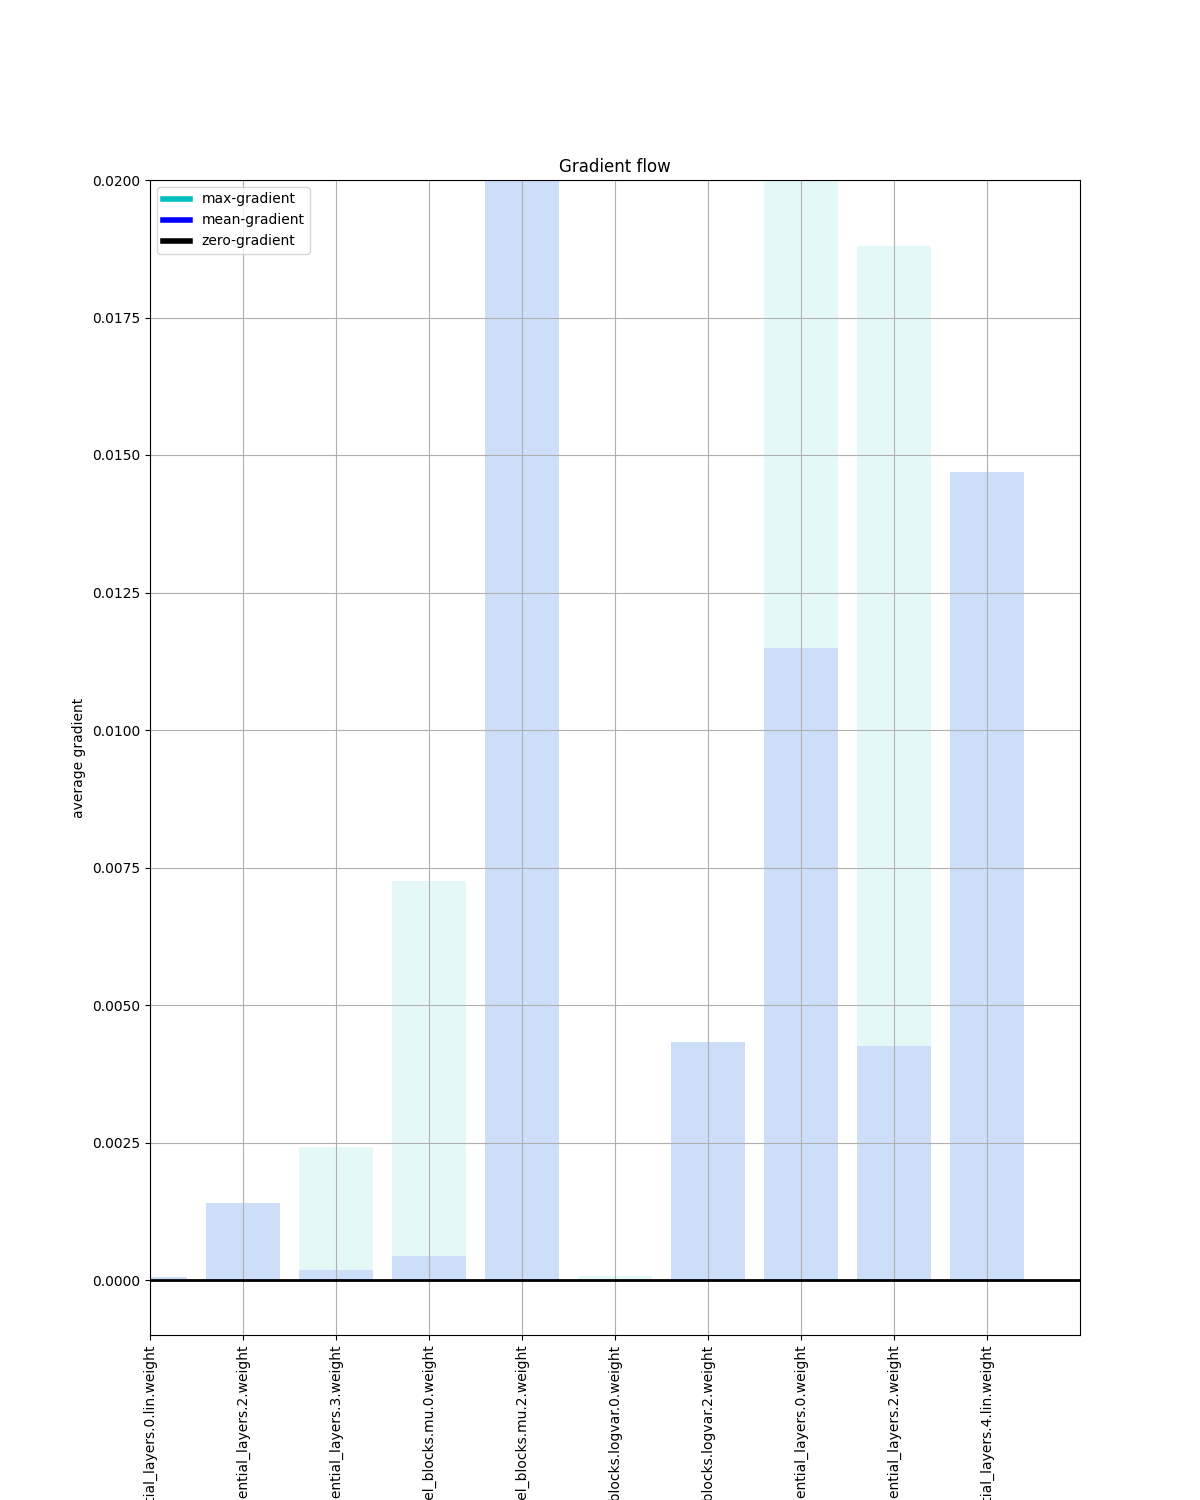 Gradient flow
max-gradient
mean-gradient
zero-gradient
0.0200
0.0175
0.0150
0.0125
0.0100
0.0075
0.0050
0.0025
0.0000
average gradient
tial_layers.0.lin.weight
ential_layers.2.weight
ential_layers.3.weight
el_blocks.mu.0.weight
el_blocks.mu.2.weight
blocks.logvar.0.weight
blocks.logvar.2.weight
ential_layers.0.weight
ential_layers.2.weight
tial_layers.4.lin.weight